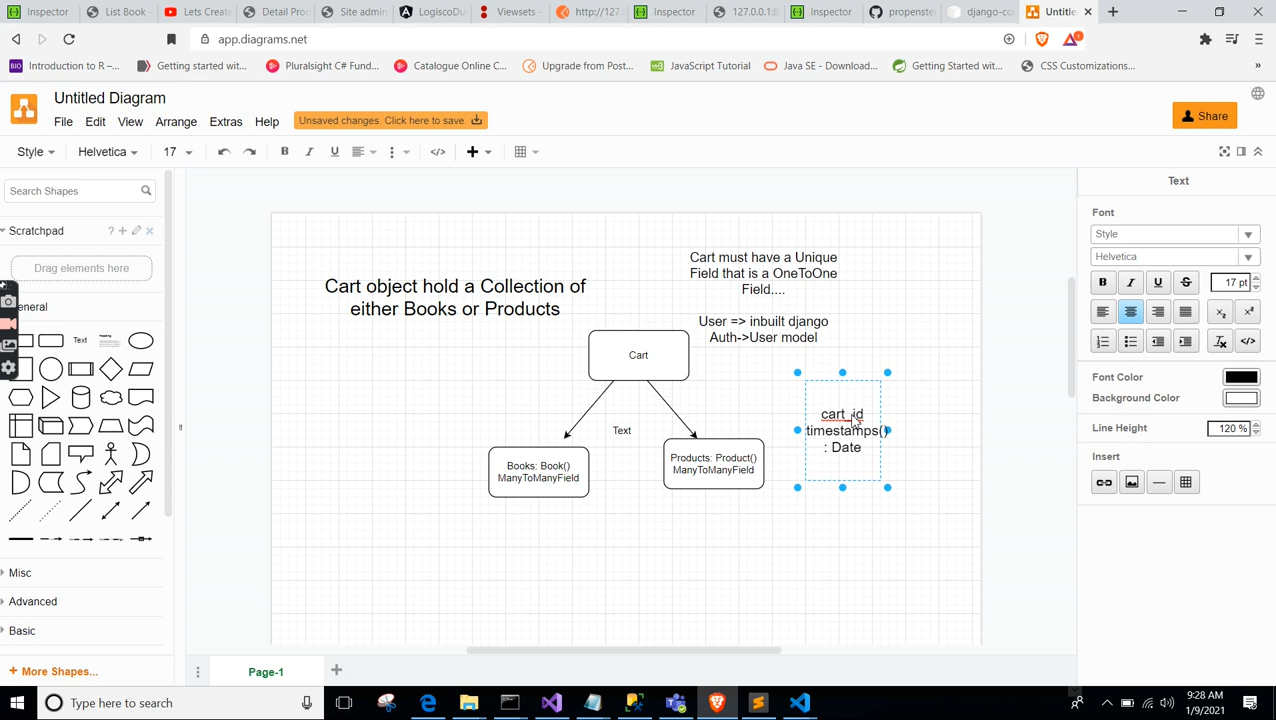 Inspector
List Book –
Lets Create
Detail Prod
Site admin
LogiscoDu
Viewsets –
http://127
Inspector
127.0.0.1:8
Inspector
propenster
django-co
Untitle
app.diagrams.net
1
Introduction to R –...
Getting started wit...
Pluralsight C# Fund...
Catalogue Online C...
Upgrade from Post...
JavaScript Tutorial
Java SE - Download...
Getting Started wit...
CSS Customizations...
Untitled Diagram
File Edit View Arrange Extras Help
Unsaved changes. Click here to save.
Share
Style
Helvetica
17
B I U
Search Shapes
Scratchpad
Drag elements here
eneral
Text
Misc
Advanced
Basic
+ More Shapes...
Cart object hold a Collection of
either Books or Products
Cart must have a Unique
Field that is a OneToOne
Field....
User => inbuilt django
Auth->User model
Cart
Text
Books: Book()
ManyToManyField
Products: Product()
ManyToManyField
cart_id
timestamps()
: Date
Text
Font
Style
Helvetica
B I U S 17 pt
Font Color
Background Color
Line Height 120 %
Insert
Page-1
Type here to search
9:28 AM
1/9/2021